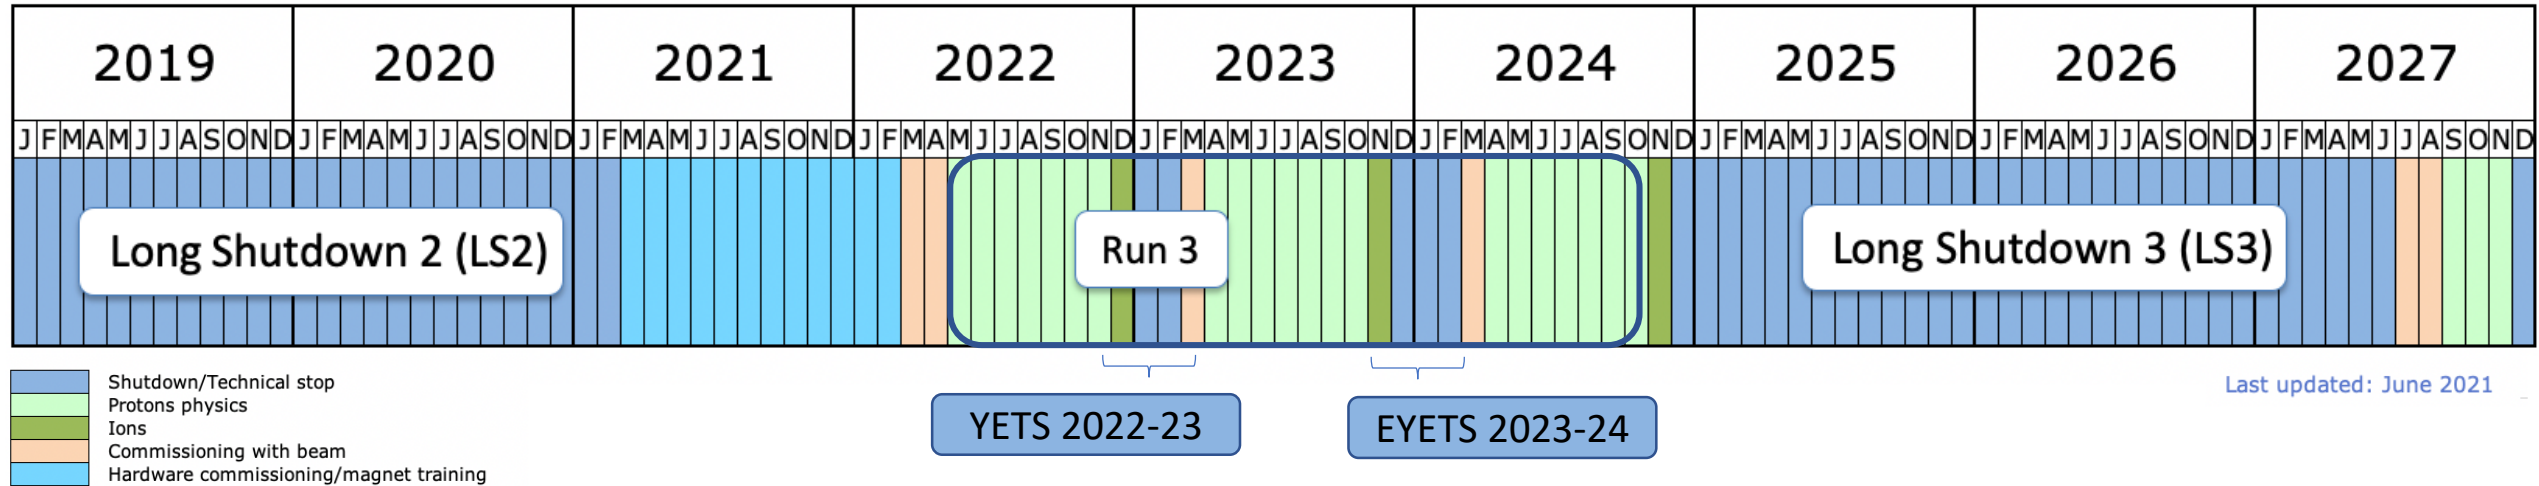 2019 2020 2021 2022 2023 2024 2025 2026 2027
J F M A M J J A S O N D J F M A M J J A S O N D J F M A M J J A S O N D J F M A M J J A S O N D J F M A M J J A S O N D J F M A M J J A S O N D J F M A M J J A S O N D J F M A M J J A S O N D J F M A M J J A S O N D
Long Shutdown 2 (LS2) Run 3 Long Shutdown 3 (LS3)
Shutdown/Technical stop
Protons physics
Ions
Commissioning with beam
Hardware commissioning/magnet training
YETS 2022-23
EYETS 2023-24
Last updated: June 2021